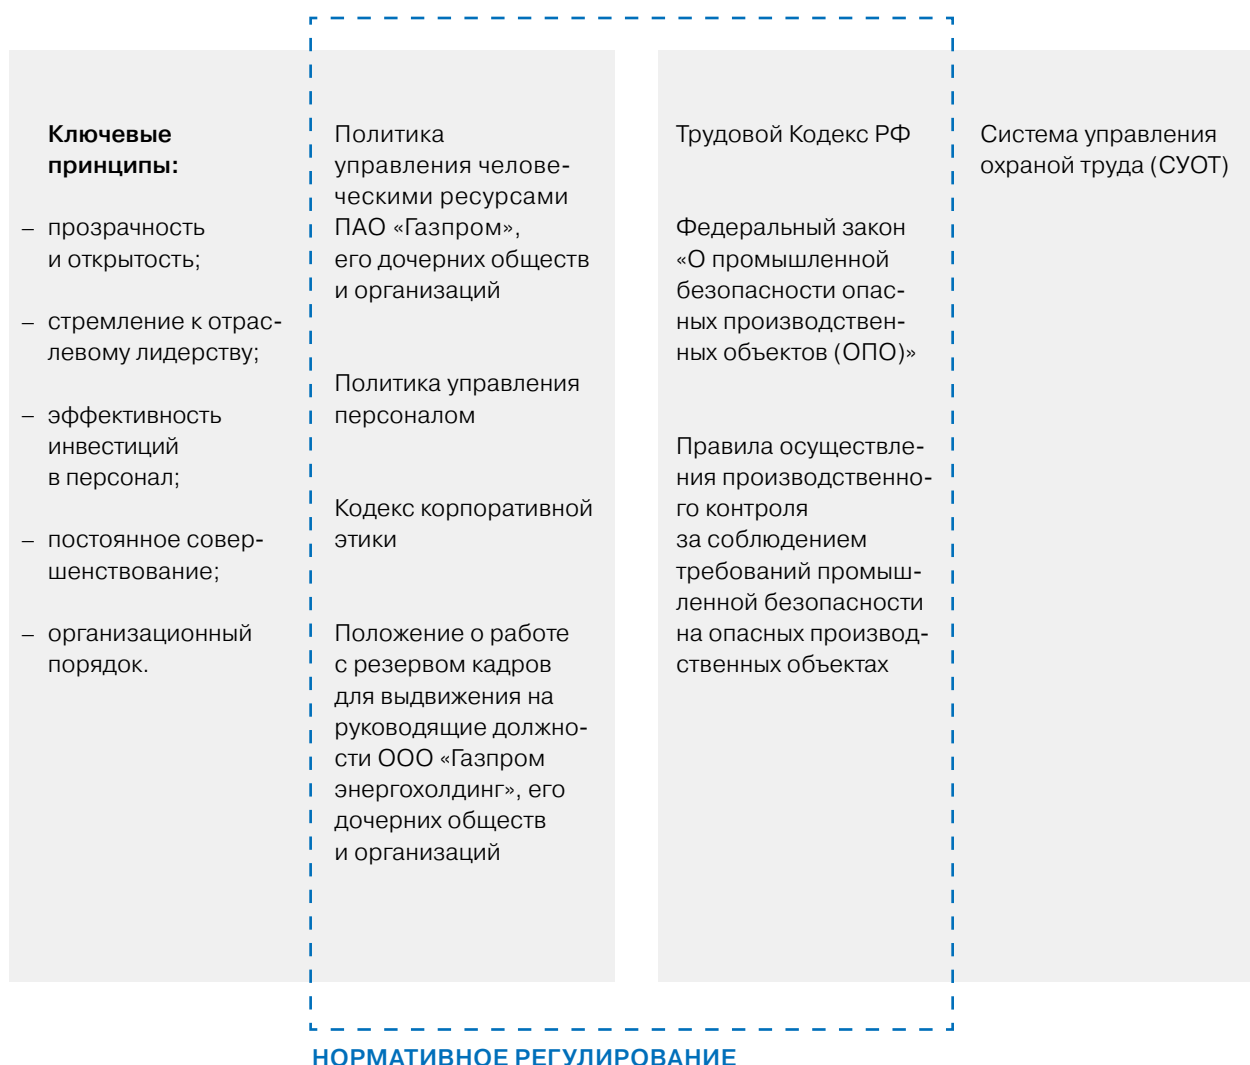 Ключевые
принципы:
– прозрачность
и открытость;
– стремление к отрас-
левому лидерству;
– эффективность
инвестиций
в персонал;
– постоянное совер-
шенствование;
– организационный
порядок.
Политика
управления челове-
ческими ресурсами
ПАО «Газпром»,
его дочерних обществ
и организаций
Политика управления
персоналом
Кодекс корпоративной
этики
Положение о работе
с резервом кадров
для выдвижения на
руководящие должно-
сти ООО «Газпром
энергохолдинг», его
дочерних обществ
и организаций
Трудовой Кодекс РФ
Федеральный закон
«О промышленной
безопасности опас-
ных производствен-
ных объектов (ОПО)»
Правила осуществле-
ния производственно-
го контроля
за соблюдением
требований промыш-
ленной безопасности
на опасных производ-
ственных объектах
Система управления
охраной труда (СУОТ)
НОРМАТИВНОЕ РЕГУЛИРОВАНИЕ